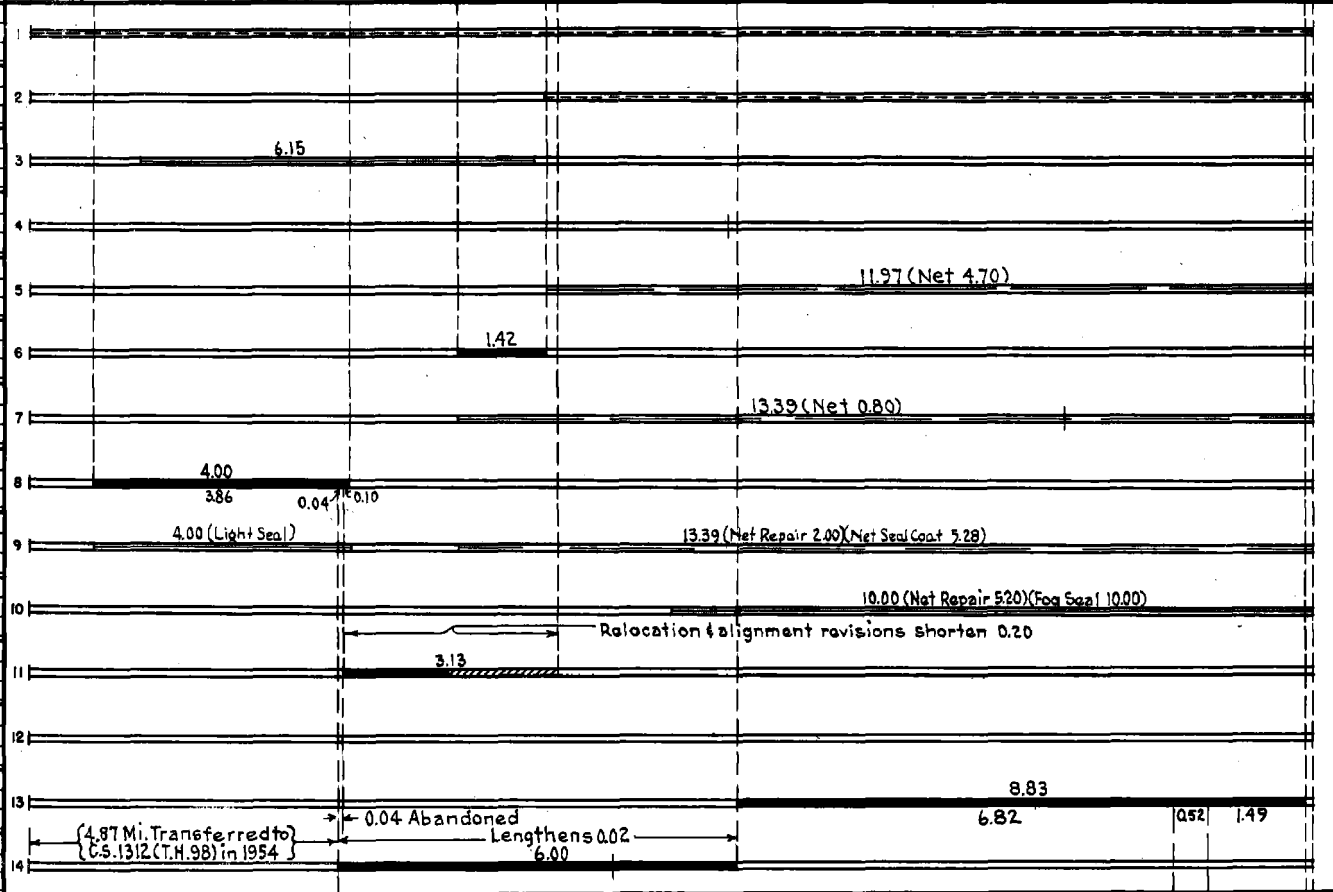 1
2
3 6.15
4
5 11.97 (Net 4.70)
6 1.42
7 13.39 (Net 0.80)
8 4.00
3.86 0.04 0.10
9 4.00 (Light Seal) 13.39 (Net Repair 2.00)(Net Seal Coat 5.28)
10 10.00 (Net Repair 5.20)(Fog Seal 10.00)
Relocation & alignment revisions shorten 0.20
11 3.13
12
13 8.83
0.04 Abandoned 6.82 0.52 1.49
{4.87 Mi. Transferred to} Lengthens 0.02
{C.S. 1312 (T.H. 98) in 1954}
14 6.00